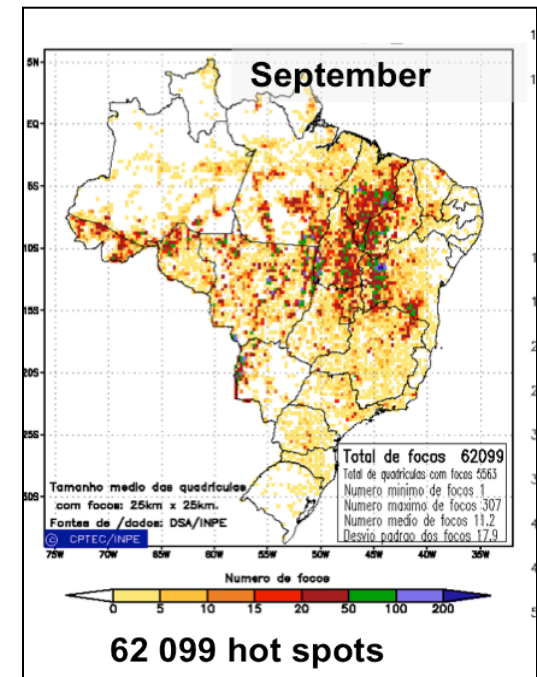 September
5N
EQ
5S
10S
15S
20S
25S
30S
75W 70W 65W 60W 55W 50W 45W 40W 35W
Tamanho medio das quadriculas
com focos: 25km x 25km.
Fontes de /dados: DSA/INPE
© CPTEC/INPE
Total de focos 62099
Total de quadriculas com focos 5563
Numero minimo de focos 1
Numero maximo de focos 307
Numero medio de focos 11.2
Desvio padrao dos focos 17.9
Numero de focos
0 5 10 15 20 50 100 200
62 099 hot spots